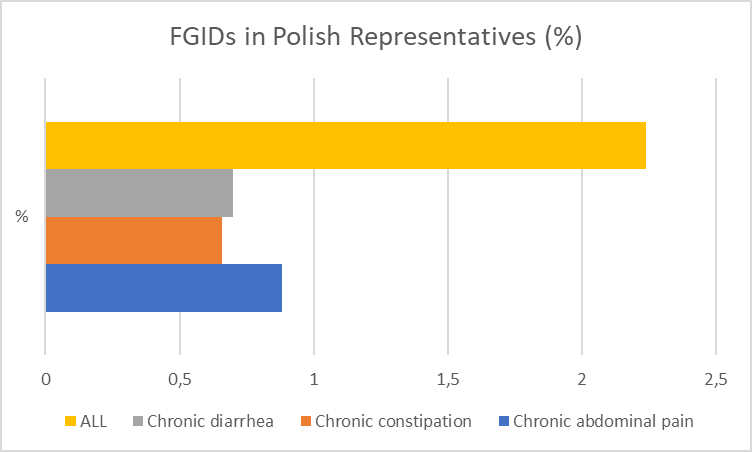 FGIDs in Polish Representatives (%)
%
0 0,5 1 1,5 2 2,5
ALL Chronic diarrhea Chronic constipation Chronic abdominal pain